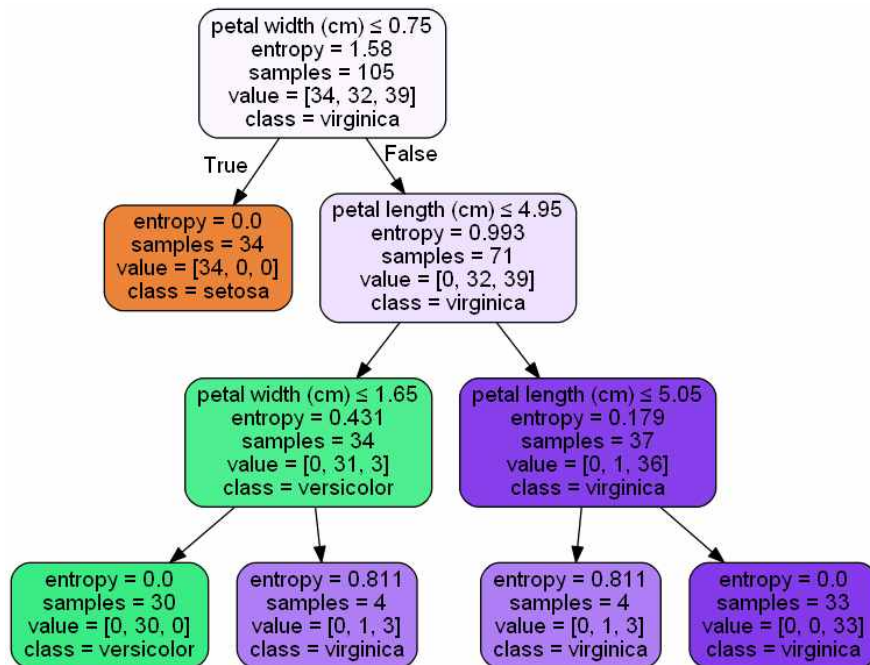 petal width (cm) ≤ 0.75
entropy = 1.58
samples = 105
value = [34, 32, 39]
class = virginica
True
False
entropy = 0.0
samples = 34
value = [34, 0, 0]
class = setosa
petal length (cm) ≤ 4.95
entropy = 0.993
samples = 71
value = [0, 32, 39]
class = virginica
petal width (cm) ≤ 1.65
entropy = 0.431
samples = 34
value = [0, 31, 3]
class = versicolor
petal length (cm) ≤ 5.05
entropy = 0.179
samples = 37
value = [0, 1, 36]
class = virginica
entropy = 0.0
samples = 30
value = [0, 30, 0]
class = versicolor
entropy = 0.811
samples = 4
value = [0, 1, 3]
class = virginica
entropy = 0.811
samples = 4
value = [0, 1, 3]
class = virginica
entropy = 0.0
samples = 33
value = [0, 0, 33]
class = virginica